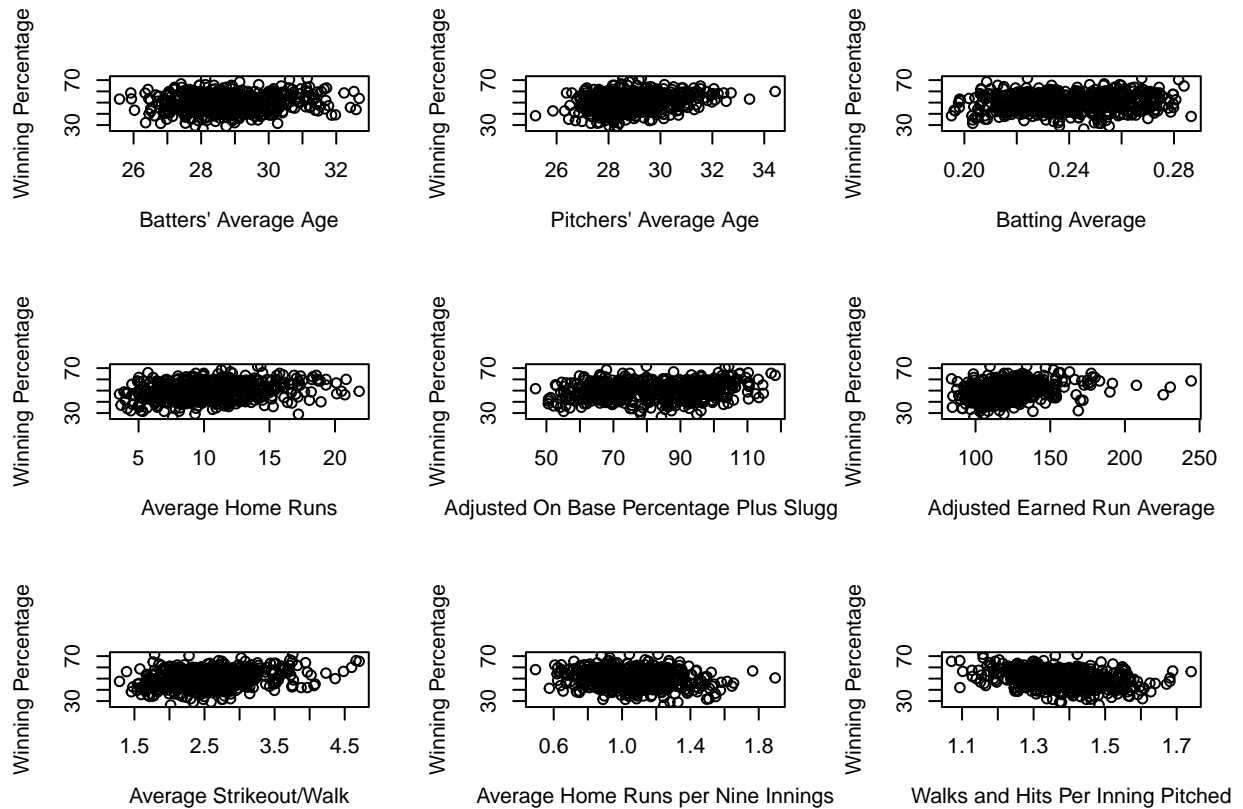 Winning Percentage
30 70
26 28 30 32
Batters' Average Age
Winning Percentage
30 70
26 28 30 32 34
Pitchers' Average Age
Winning Percentage
30 70
0.20 0.24 0.28
Batting Average
Winning Percentage
30 70
5 10 15 20
Average Home Runs
Winning Percentage
30 70
50 70 90 110
Adjusted On Base Percentage Plus Slugg
Winning Percentage
30 70
100 150 200 250
Adjusted Earned Run Average
Winning Percentage
30 70
1.5 2.5 3.5 4.5
Average Strikeout/Walk
Winning Percentage
30 70
0.6 1.0 1.4 1.8
Average Home Runs per Nine Innings
Winning Percentage
30 70
1.1 1.3 1.5 1.7
Walks and Hits Per Inning Pitched